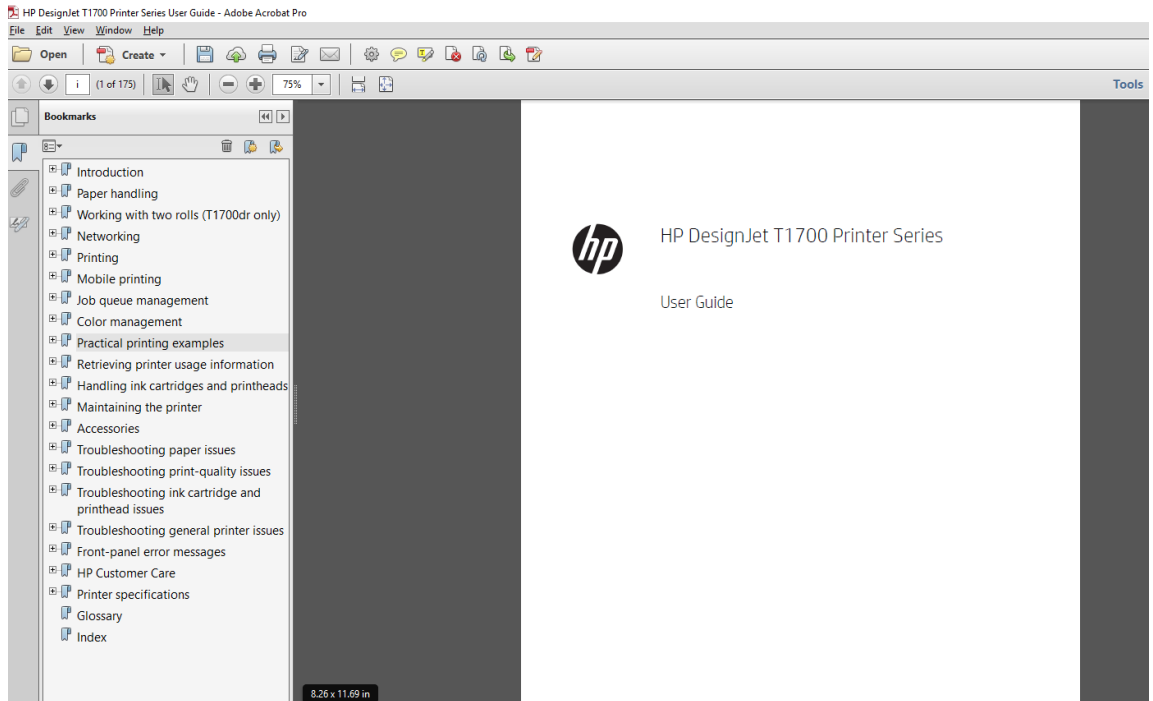 HP DesignJet T1700 Printer Series User Guide - Adobe Acrobat Pro
File Edit View Window Help
Open Create
i (1 of 175) 75% Tools
Bookmarks
Introduction
Paper handling
Working with two rolls (T1700dr only)
Networking
Printing
Mobile printing
Job queue management
Color management
Practical printing examples
Retrieving printer usage information
Handling ink cartridges and printheads
Maintaining the printer
Accessories
Troubleshooting paper issues
Troubleshooting print-quality issues
Troubleshooting ink cartridge and
printhead issues
Troubleshooting general printer issues
Front-panel error messages
HP Customer Care
Printer specifications
Glossary
Index
8.26 x 11.69 in
hp
HP DesignJet T1700 Printer Series
User Guide